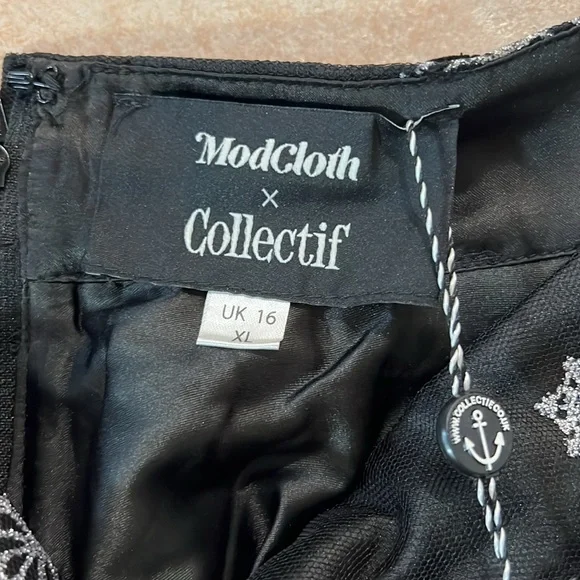 ModCloth
×
Collectif
UK 16
XL
WWW.COLLECTIF.CO.UK